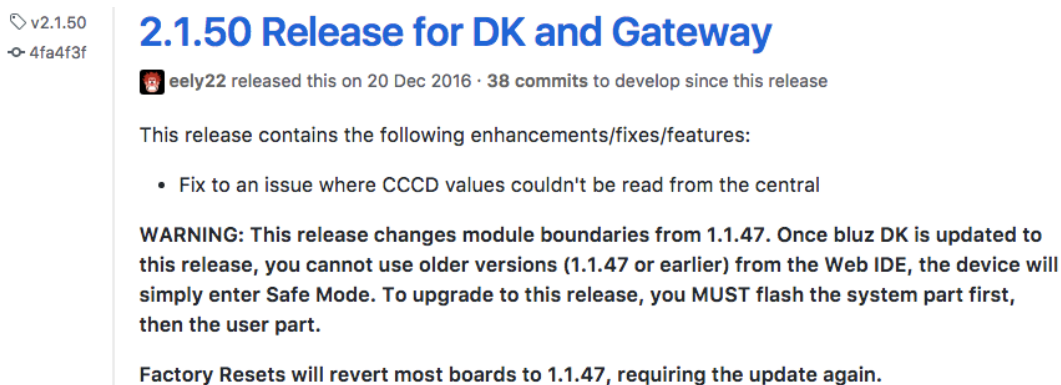 v2.1.50
4fa4f3f
2.1.50 Release for DK and Gateway
eely22 released this on 20 Dec 2016 · 38 commits to develop since this release
This release contains the following enhancements/fixes/features:
• Fix to an issue where CCCD values couldn't be read from the central
WARNING: This release changes module boundaries from 1.1.47. Once bluz DK is updated to
this release, you cannot use older versions (1.1.47 or earlier) from the Web IDE, the device will
simply enter Safe Mode. To upgrade to this release, you MUST flash the system part first,
then the user part.
Factory Resets will revert most boards to 1.1.47, requiring the update again.